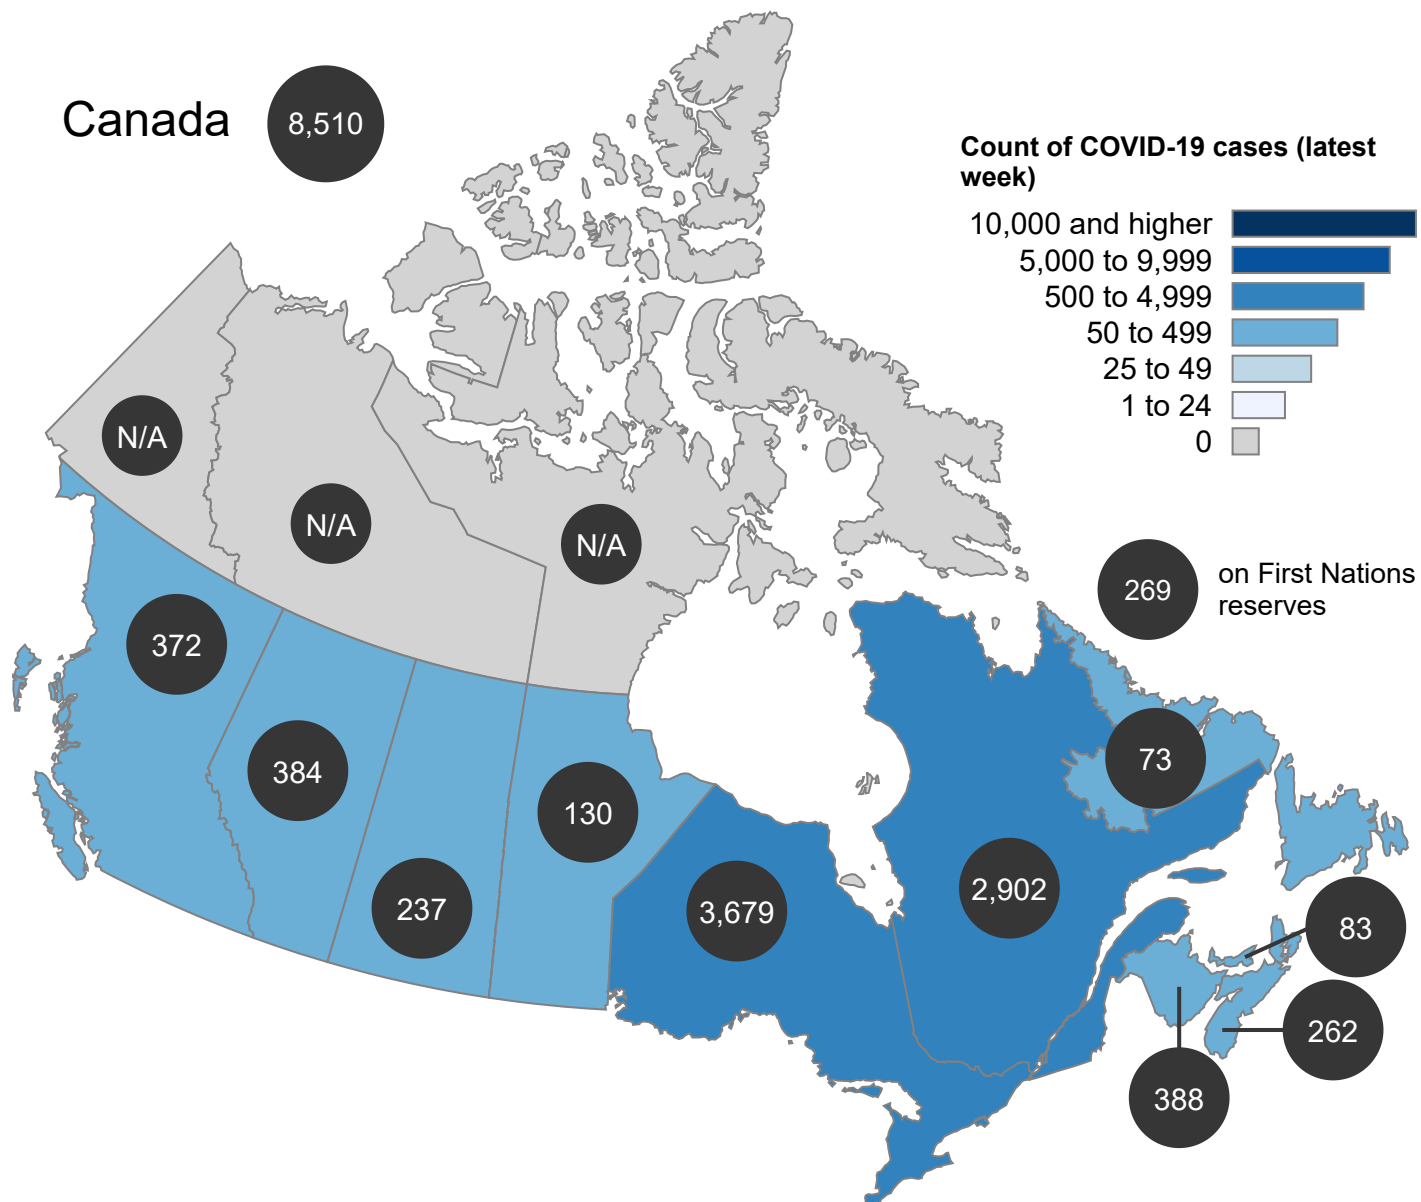 Canada
8,510
Count of COVID-19 cases (latest
week)
10,000 and higher
5,000 to 9,999
500 to 4,999
50 to 499
25 to 49
1 to 24
0
N/A
N/A
N/A
269
on First Nations
reserves
372
384
237
130
3,679
2,902
73
83
262
388